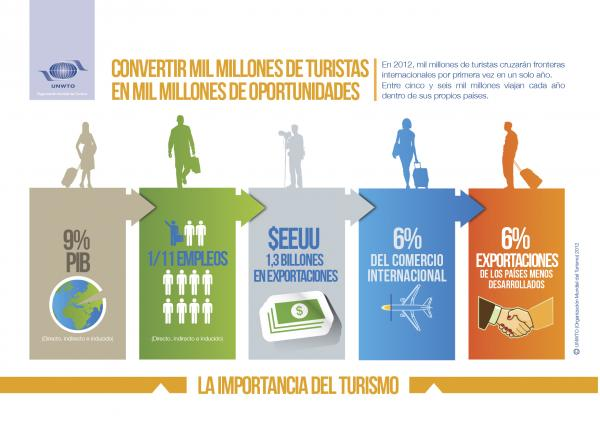 UNWTO
Organización Mundial del Turismo
CONVERTIR MIL MILLONES DE TURISTAS
EN MIL MILLONES DE OPORTUNIDADES
En 2012, mil millones de turistas cruzarán fronteras
internacionales por primera vez en un solo año.
Entre cinco y seis mil millones viajan cada año
dentro de sus propios países.
9%
PIB
(Directo, indirecto e inducido)
1/11 EMPLEOS
(Directo, indirecto e inducido)
$EEUU
1,3 BILLONES
EN EXPORTACIONES
$
6%
DEL COMERCIO
INTERNACIONAL
6%
EXPORTACIONES
DE LOS PAÍSES MENOS
DESARROLLADOS
© UNWTO (Organización Mundial del Turismo) 2012
LA IMPORTANCIA DEL TURISMO